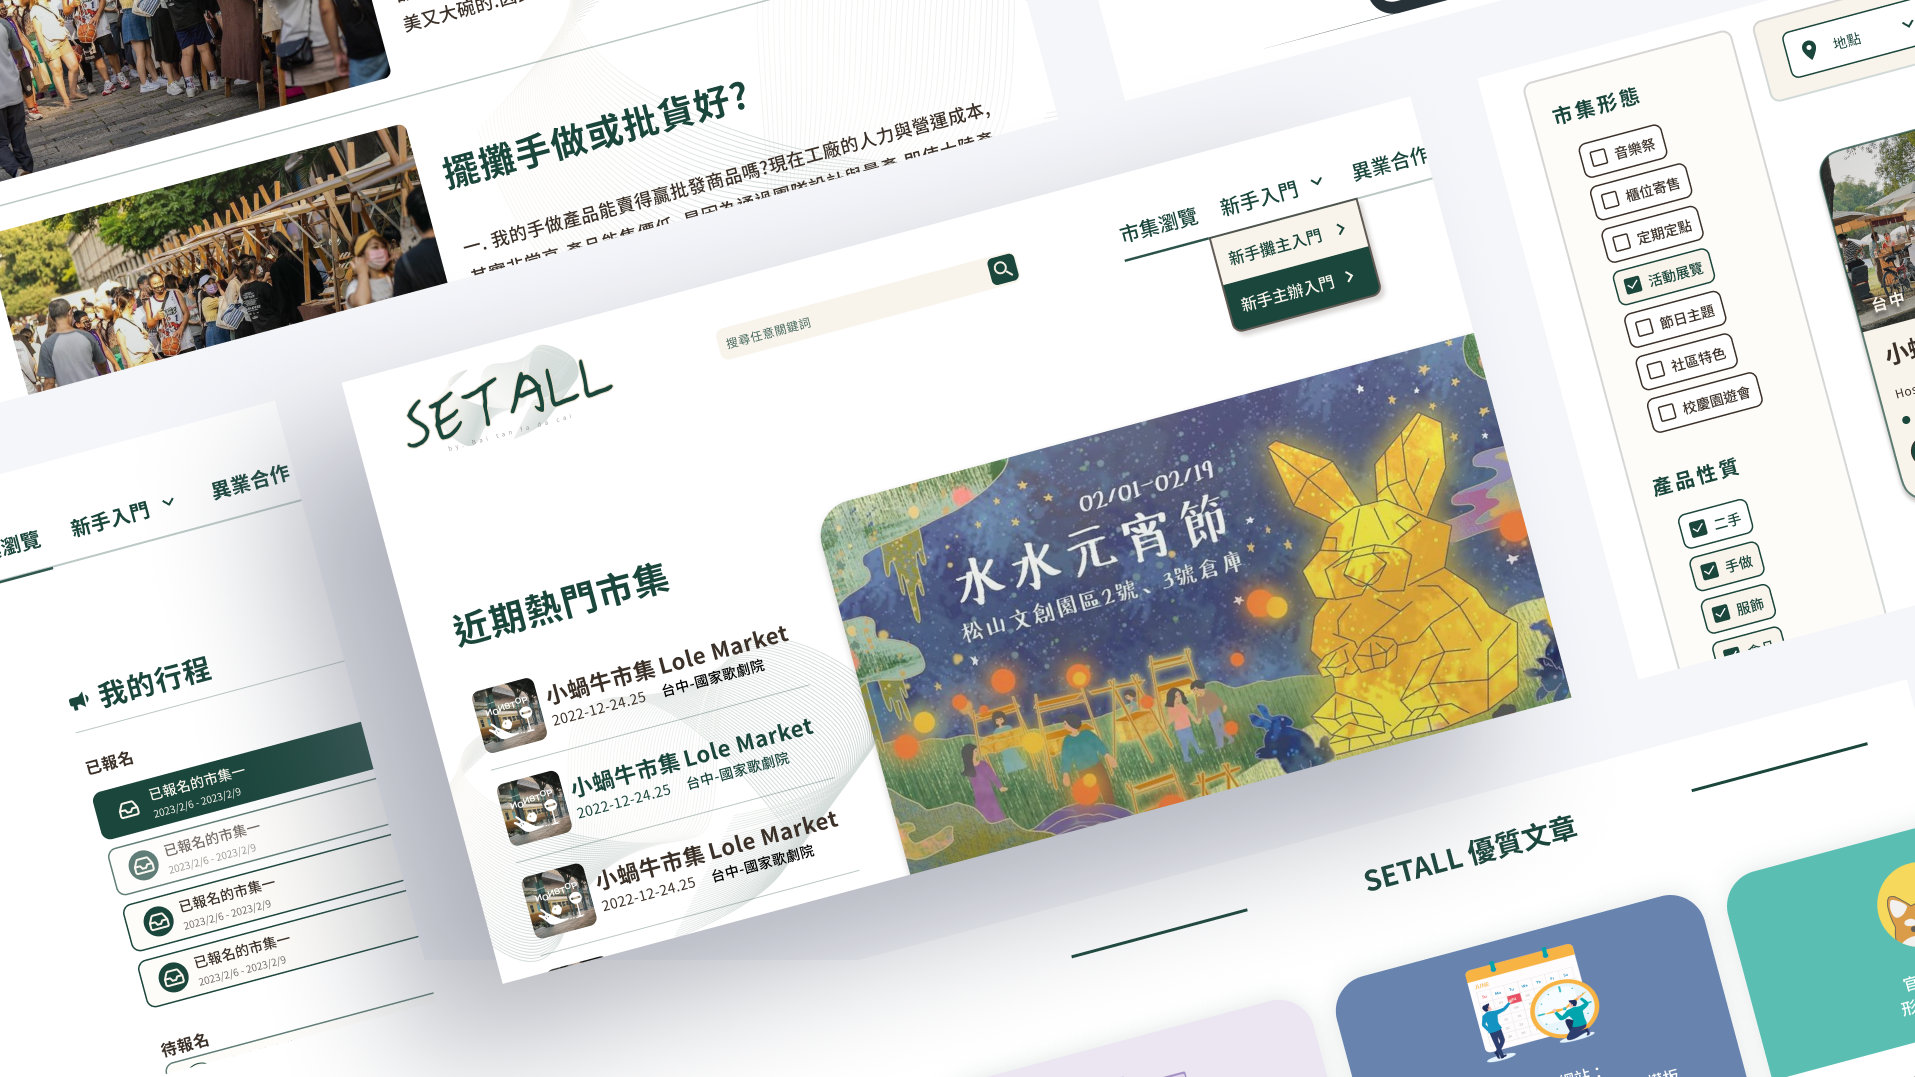 美又大碗的.因
擺攤手做或批貨好?
一. 我的手做產品能賣得贏批發商品嗎?現在工廠的人力與營運成本,
市集瀏覽
新手入門
異業合作
新手攤主入門
新手主辦入門
搜尋任意關鍵詞
SETALL
by. Bai tan fa da cai
近期熱門市集
小蝸牛市集 Lole Market
2022-12-24.25 台中-國家歌劇院
小蝸牛市集 Lole Market
2022-12-24.25 台中-國家歌劇院
小蝸牛市集 Lole Market
2022-12-24.25 台中-國家歌劇院
02/01-02/19
水水元宵節
松山文創園區2號、3號倉庫
地點
市集形態
音樂祭
櫃位寄售
定期定點
活動展覽
節日主題
社區特色
校慶園遊會
產品性質
二手
手做
服飾
台中
小蝸
Hos
瀏覽
新手入門
異業合作
我的行程
已報名
已報名的市集一
2023/2/6 - 2023/2/9
已報名的市集一
2023/2/6 - 2023/2/9
已報名的市集一
2023/2/6 - 2023/2/9
已報名的市集一
2023/2/6 - 2023/2/9
待報名
SETALL 優質文章
JUNE
官
形